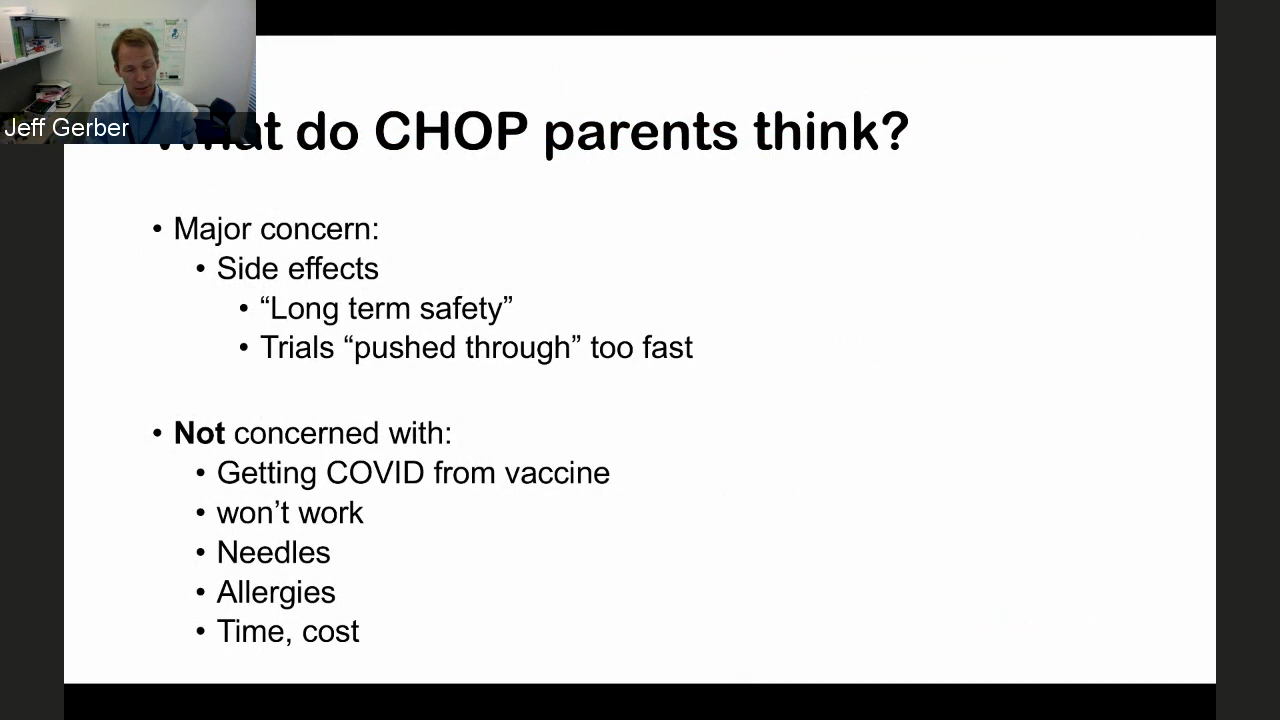 Jeff Gerber
What do CHOP parents think?
• Major concern:
• Side effects
• “Long term safety”
• Trials “pushed through” too fast
• Not concerned with:
• Getting COVID from vaccine
• won’t work
• Needles
• Allergies
• Time, cost